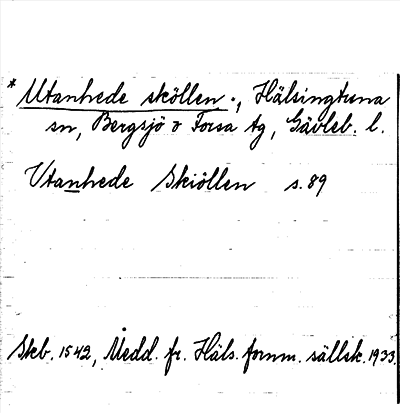 * Utanhede sköllen ., Hälsingtuna
sn, Bergsjö o Forsa tg, Gävleb. l.
Utanhede Skiöllen s. 89
Skb. 1542, Medd. fr. Häls. fornm. sällsk. 1933.